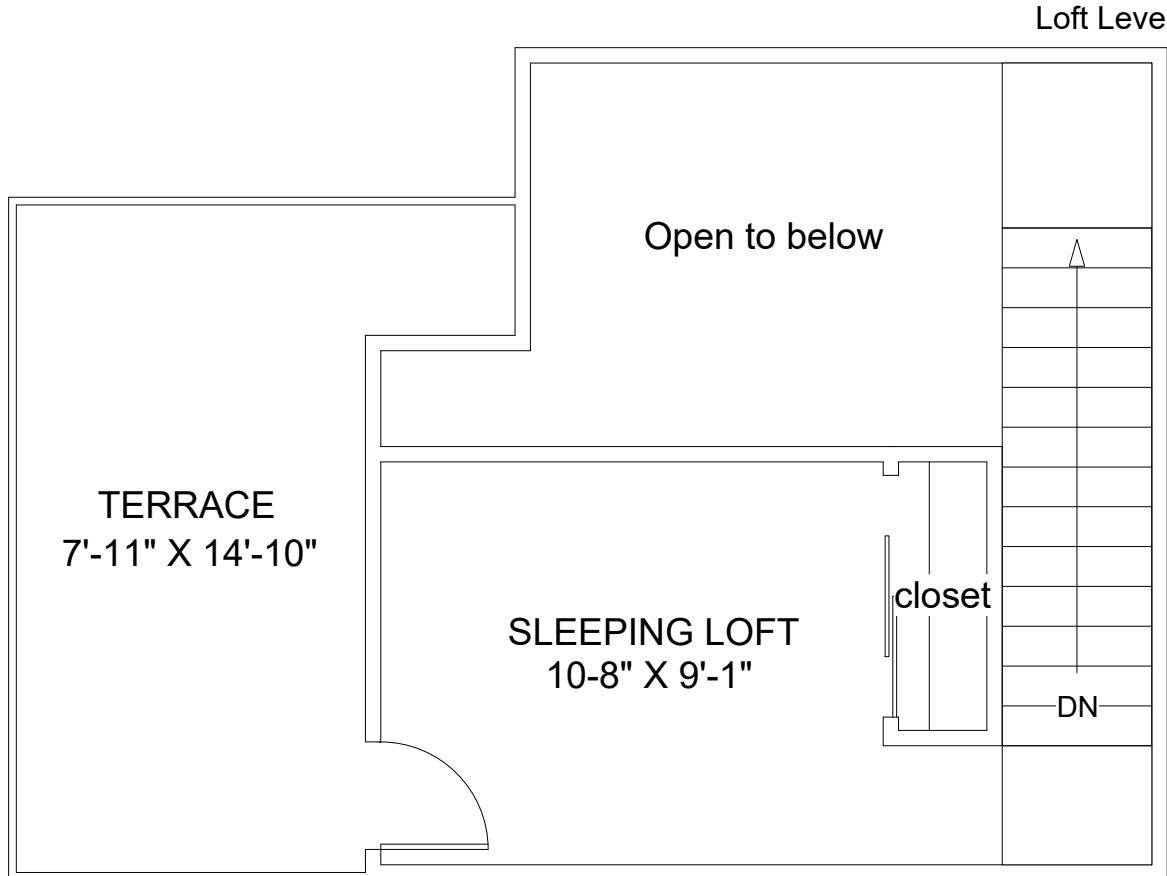 Loft Leve
Open to below
TERRACE
7'-11" X 14'-10"
closet
SLEEPING LOFT
10-8" X 9'-1"
DN